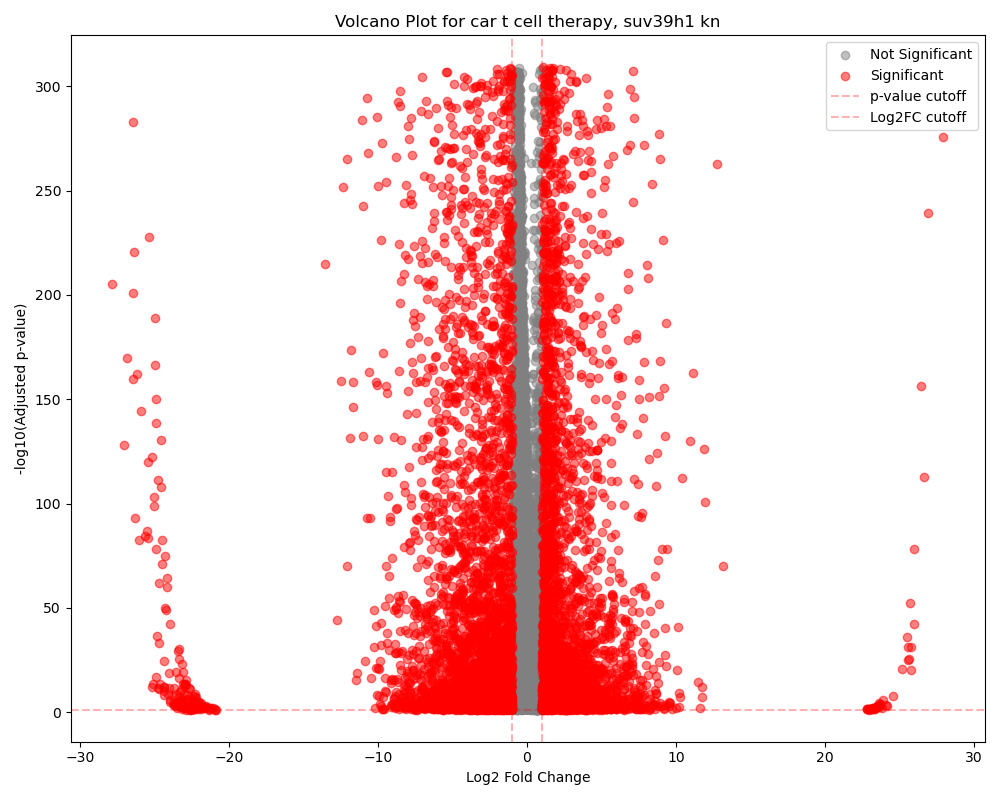 Volcano Plot for car t cell therapy, suv39h1 kn
Not Significant
Significant
p-value cutoff
Log2FC cutoff
-log10(Adjusted p-value)
300
250
200
150
100
50
0
−30
−20
−10
0
10
20
30
Log2 Fold Change